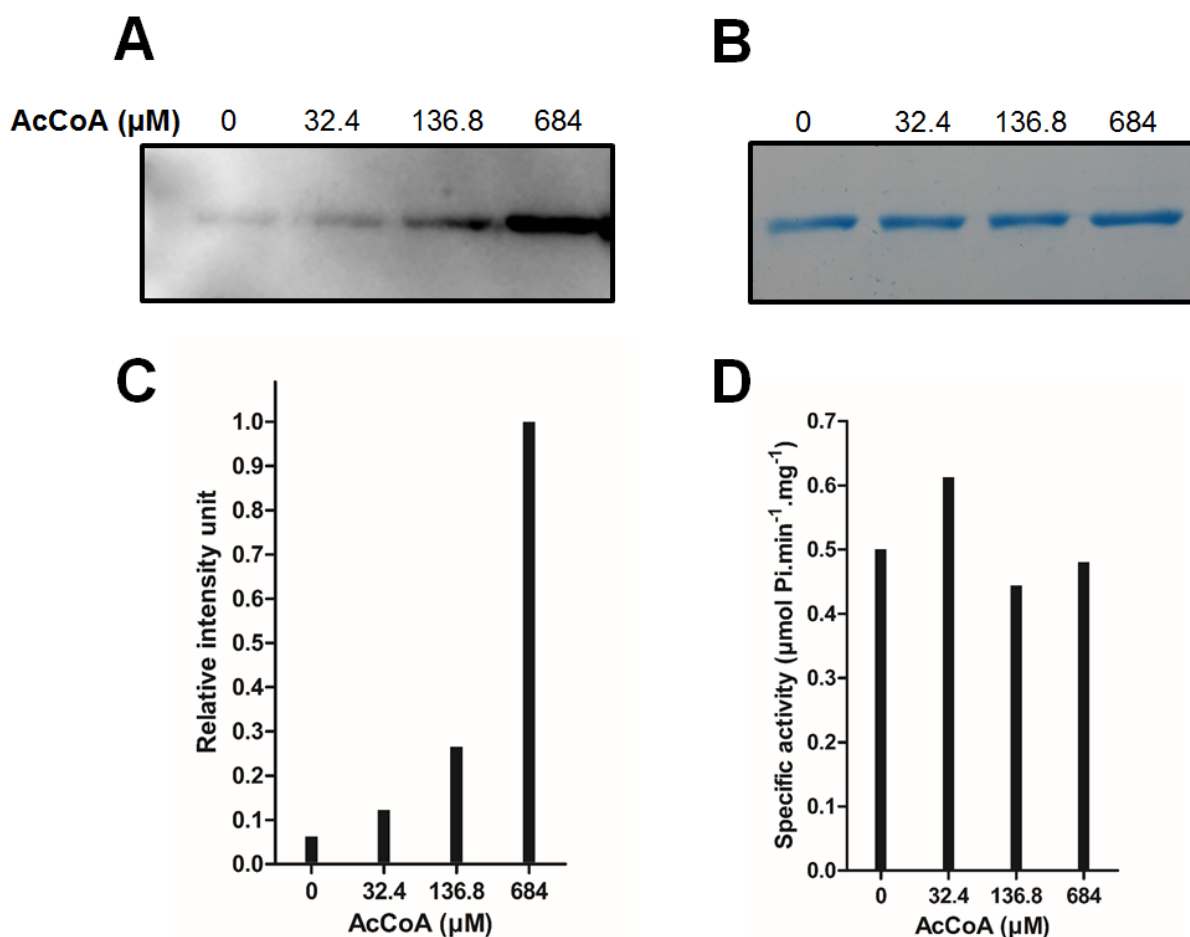 A
B
AcCoA (µM) 0 32.4 136.8 684
0 32.4 136.8 684
C
D
Relative intensity unit
1.0
0.9
0.8
0.7
0.6
0.5
0.4
0.3
0.2
0.1
0.0
0 32.4 136.8 684
AcCoA (µM)
Specific activity (µmol Pi.min⁻¹.mg⁻¹)
0.7
0.6
0.5
0.4
0.3
0.2
0.1
0.0
0 32.4 136.8 684
AcCoA (µM)